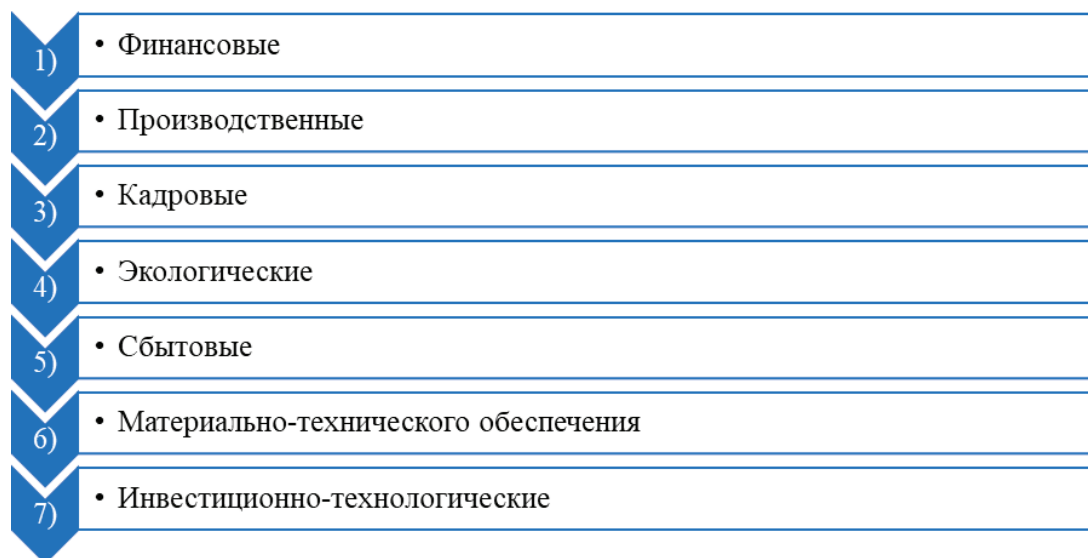 1) • Финансовые
2) • Производственные
3) • Кадровые
4) • Экологические
5) • Сбытовые
6) • Материально-технического обеспечения
7) • Инвестиционно-технологические